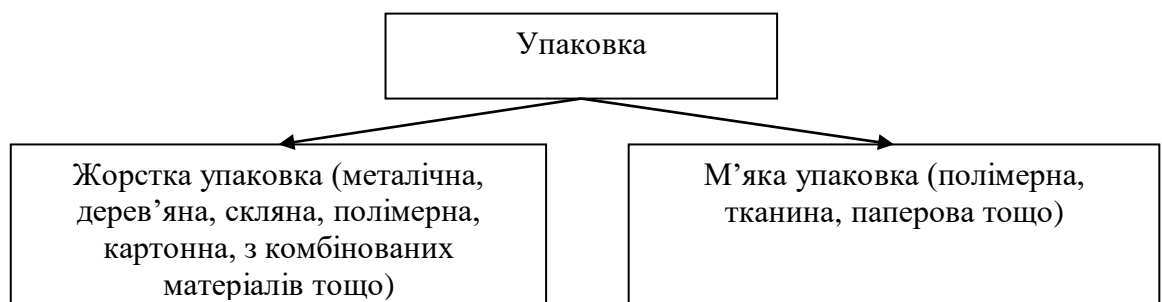 Упаковка
Жорстка упаковка (металічна,
дерев’яна, скляна, полімерна,
картонна, з комбінованих
матеріалів тощо)
М’яка упаковка (полімерна,
тканина, паперова тощо)